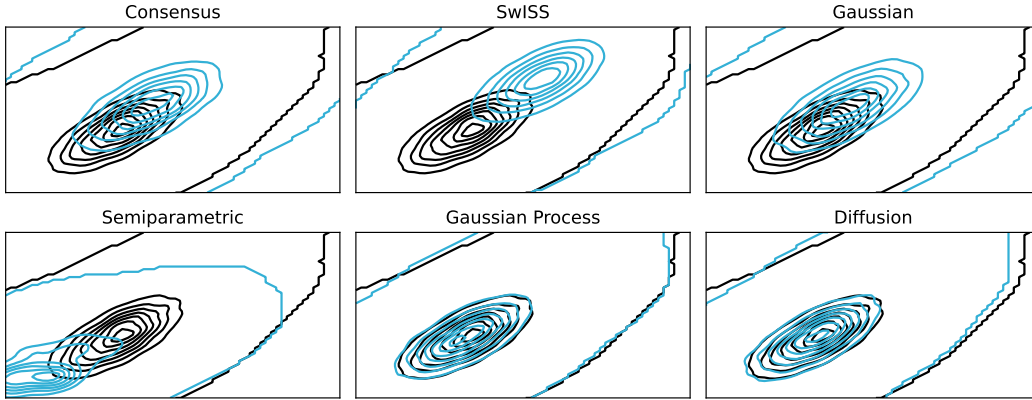 Consensus
SwISS
Gaussian
Semiparametric
Gaussian Process
Diffusion